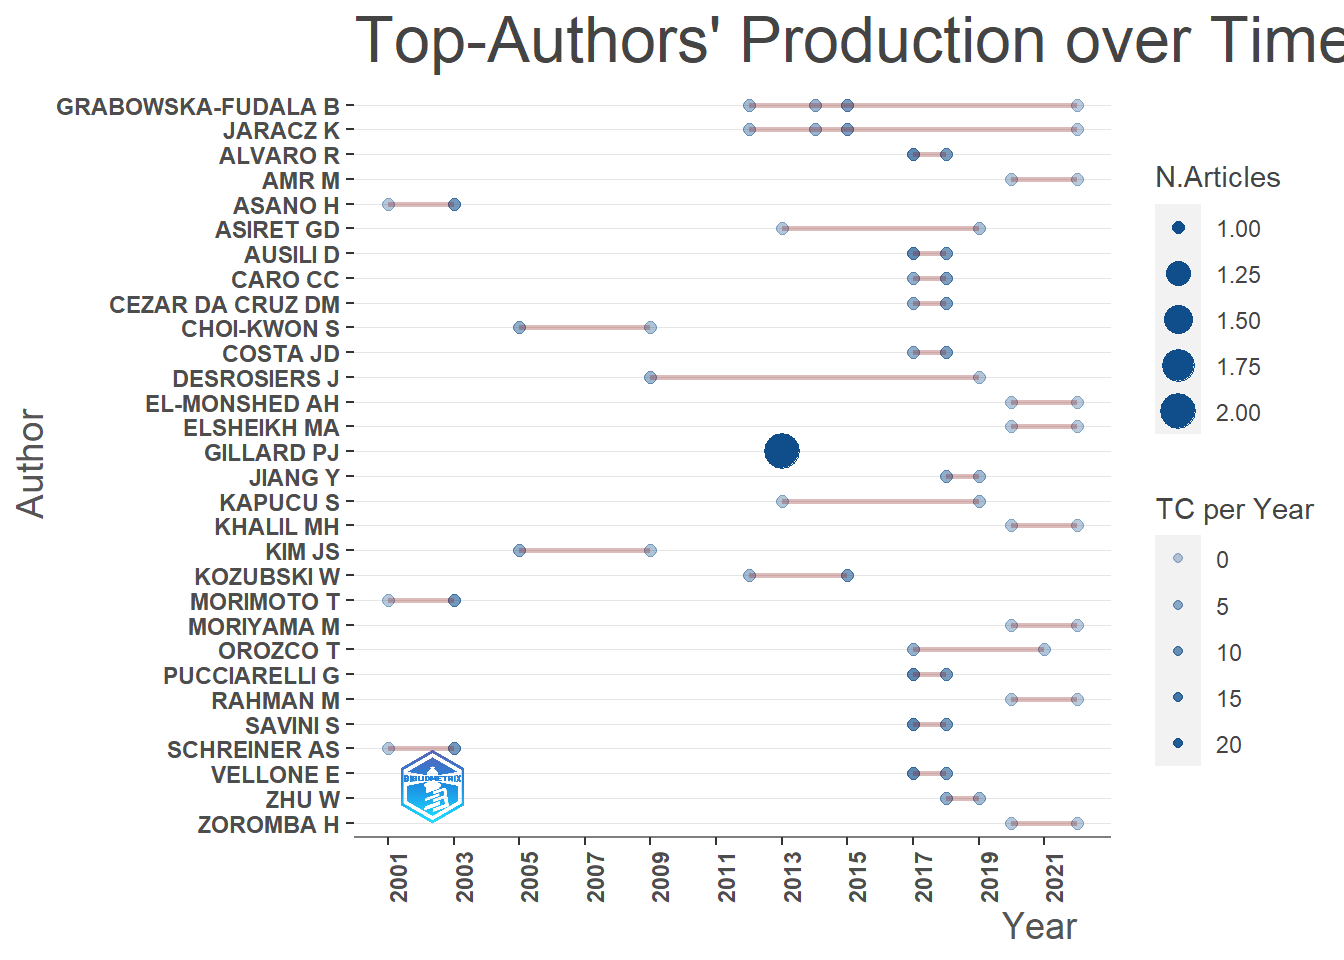 Top-Authors' Production over Time
GRABOWSKA-FUDALA B
JARACZ K
ALVARO R
AMR M
ASANO H
ASIRET GD
AUSILI D
CARO CC
CEZAR DA CRUZ DM
CHOI-KWON S
COSTA JD
DESROSIERS J
EL-MONSHED AH
ELSHEIKH MA
GILLARD PJ
JIANG Y
KAPUCU S
KHALIL MH
KIM JS
KOZUBSKI W
MORIMOTO T
MORIYAMA M
OROZCO T
PUCCIARELLI G
RAHMAN M
SAVINI S
SCHREINER AS
VELLONE E
ZHU W
ZOROMBA H
Author
BIBLIOMETRIX
2001
2003
2005
2007
2009
2011
2013
2015
2017
2019
2021
Year
N.Articles
1.00
1.25
1.50
1.75
2.00
TC per Year
0
5
10
15
20